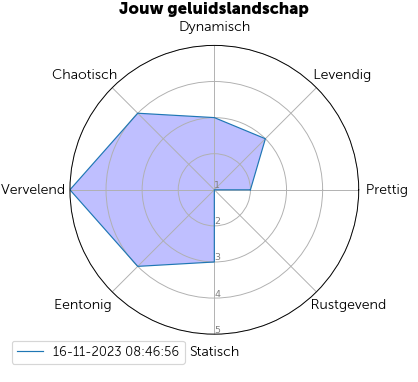 Jouw geluidslandschap
Dynamisch
Chaotisch
Levendig
Vervelend
1
Prettig
2
3
4
Eentonig
Rustgevend
5
16-11-2023 08:46:56
Statisch